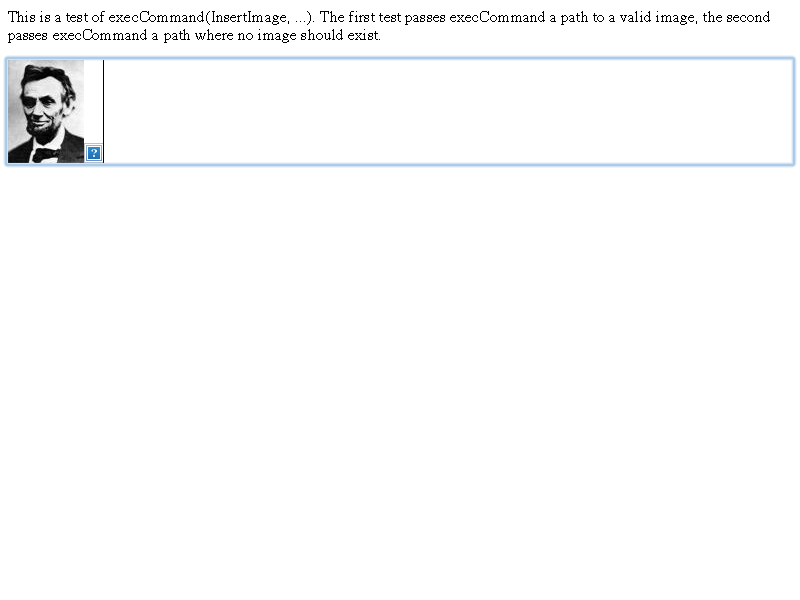 This is a test of execCommand(InsertImage, ...). The first test passes execCommand a path to a valid image, the second
passes execCommand a path where no image should exist.
?